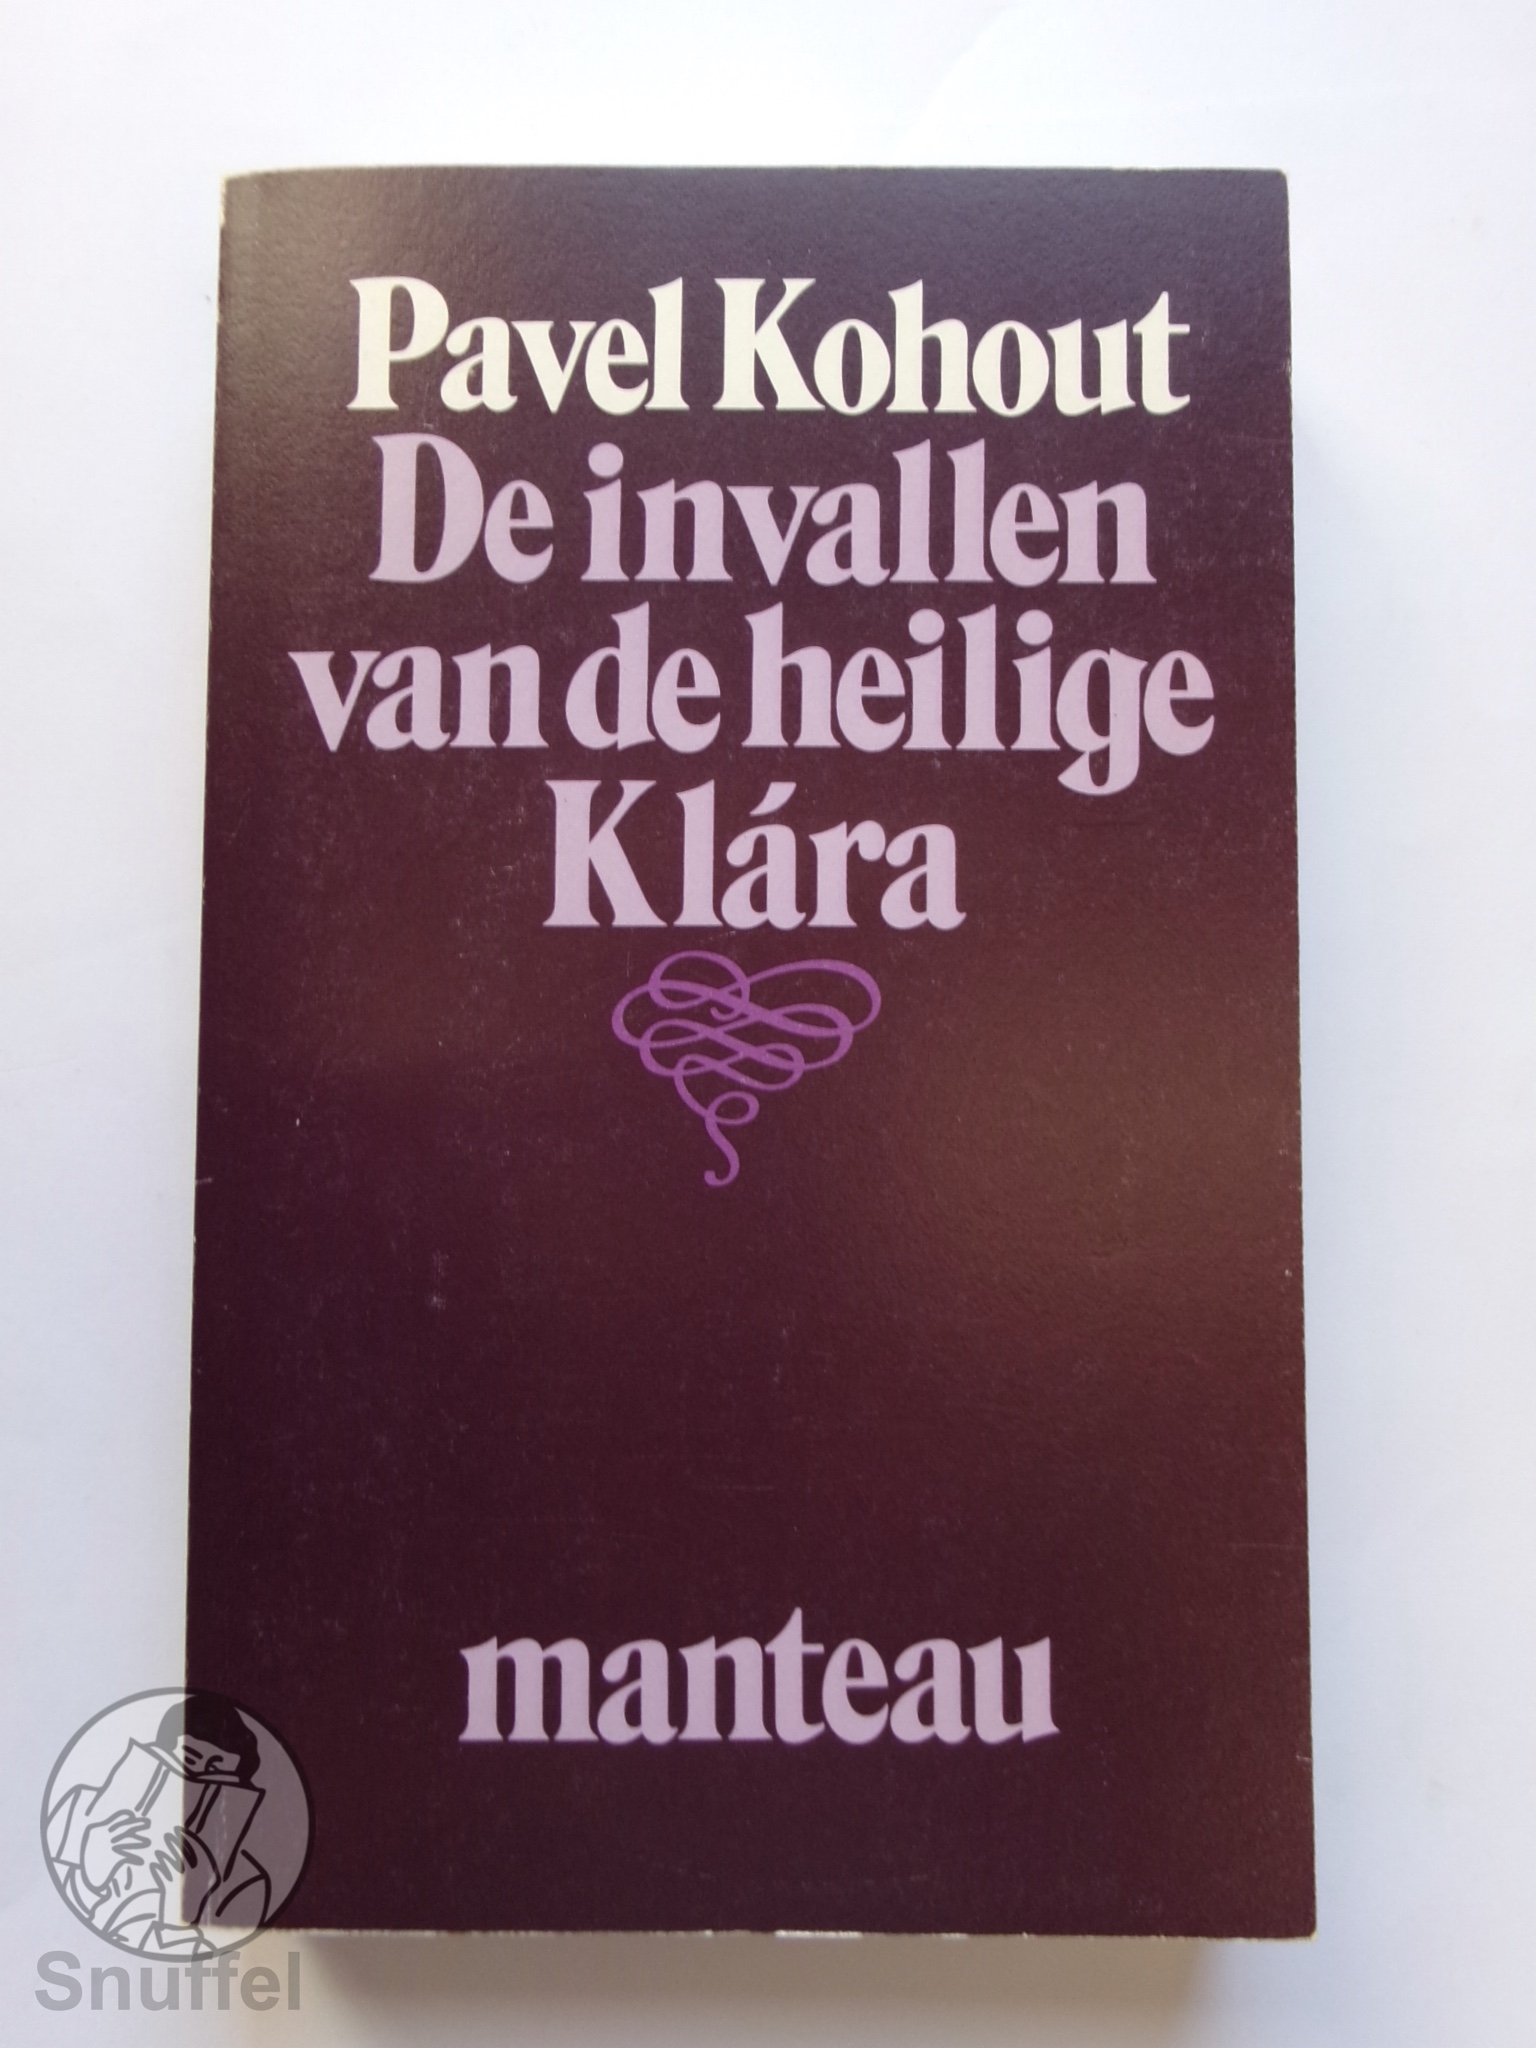 Pavel Kohout
De invallen
van de heilige
Klára
manteau
Snuffel